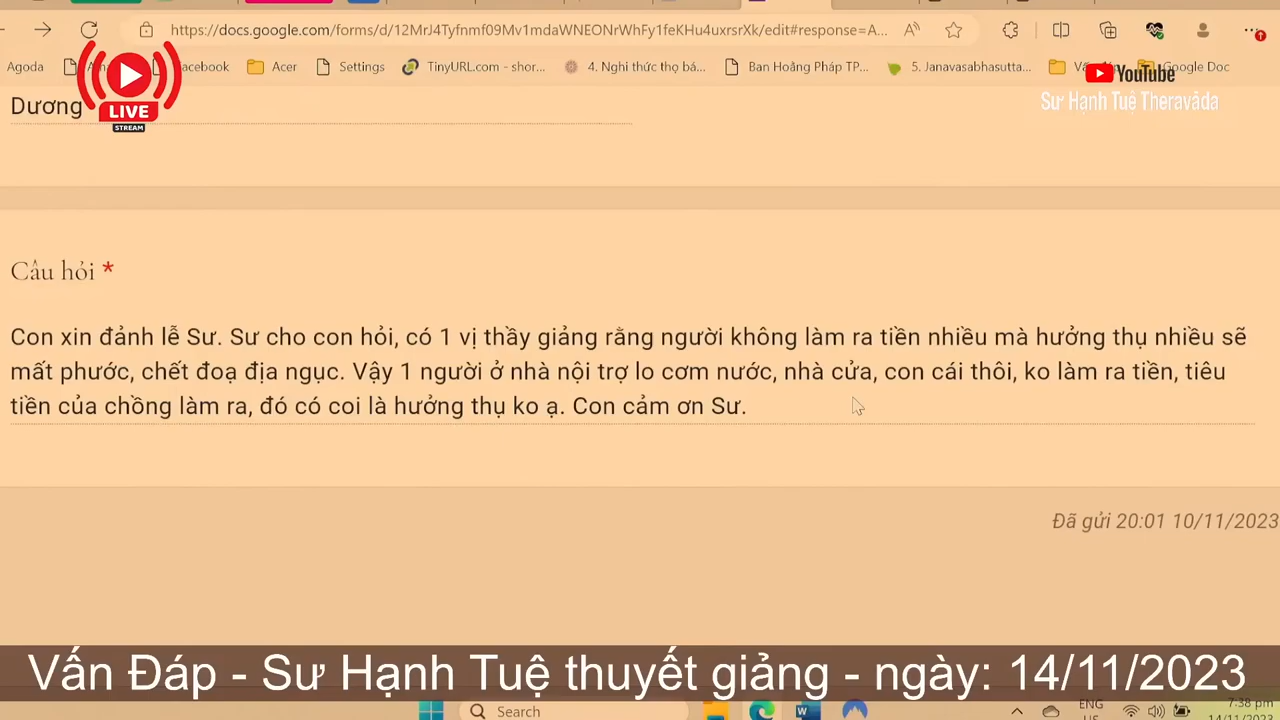 https://docs.google.com/forms/d/12MrJ4Tyfnmf09Mv1mdaWNEONrWhFy1feKHu4uxrsrXk/edit#response=A...
Agoda
Facebook
Acer
Settings
TinyURL.com - shor...
4. Nghi thức thọ bá...
Ban Hoằng Pháp TP...
5. Janavasabhasutta...
Google Doc
LIVE
STREAM
YouTube
Sư Hạnh Tuệ Theravāda
Dương
Câu hỏi *
Con xin đảnh lễ Sư. Sư cho con hỏi, có 1 vị thầy giảng rằng người không làm ra tiền nhiều mà hưởng thụ nhiều sẽ
mất phước, chết đoạ địa ngục. Vậy 1 người ở nhà nội trợ lo cơm nước, nhà cửa, con cái thôi, ko làm ra tiền, tiêu
tiền của chồng làm ra, đó có coi là hưởng thụ ko ạ. Con cảm ơn Sư.
Đã gửi 20:01 10/11/2023
Vấn Đáp - Sư Hạnh Tuệ thuyết giảng - ngày: 14/11/2023
Search
ENG
7:38 pm